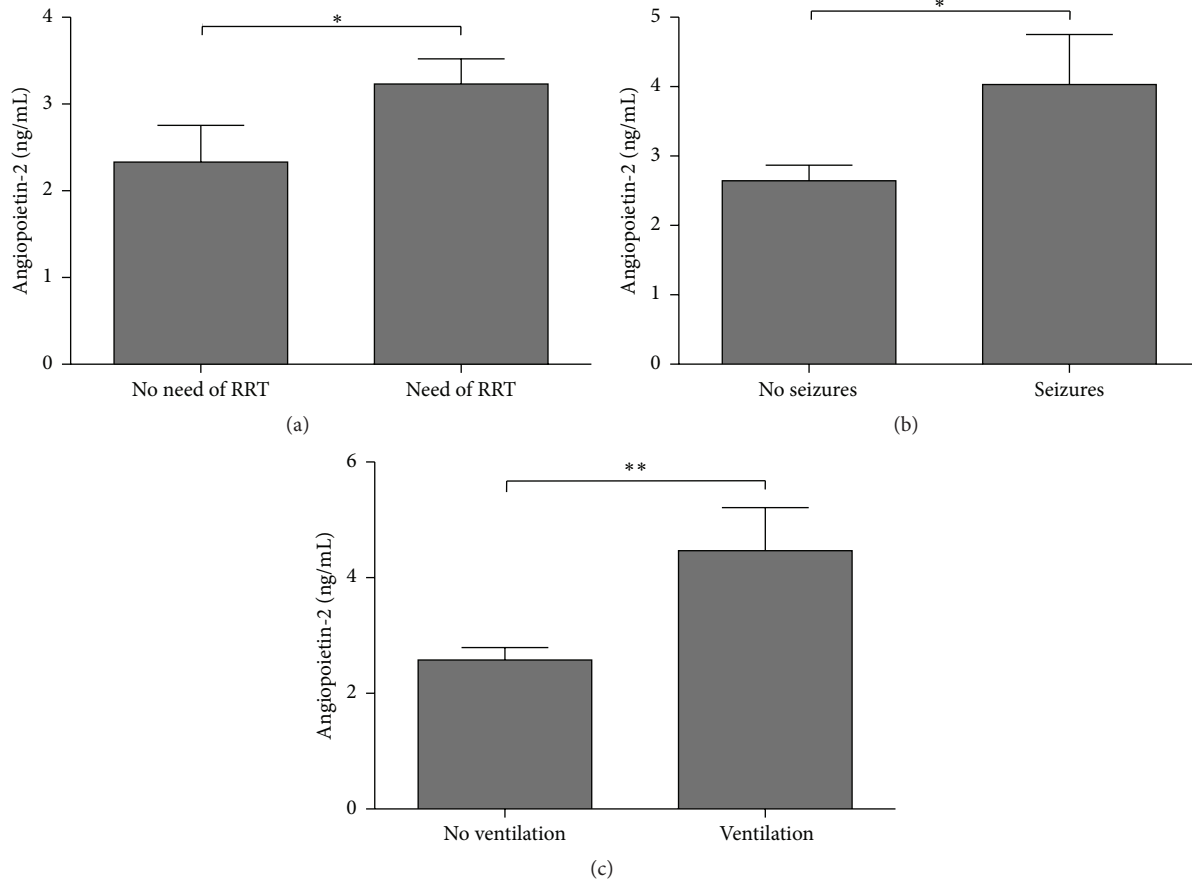 4
3
2
1
0
Angiopoietin-2 (ng/mL)
*
No need of RRT
Need of RRT
(a)
5
4
3
2
1
0
Angiopoietin-2 (ng/mL)
*
No seizures
Seizures
(b)
6
4
2
0
Angiopoietin-2 (ng/mL)
**
No ventilation
Ventilation
(c)